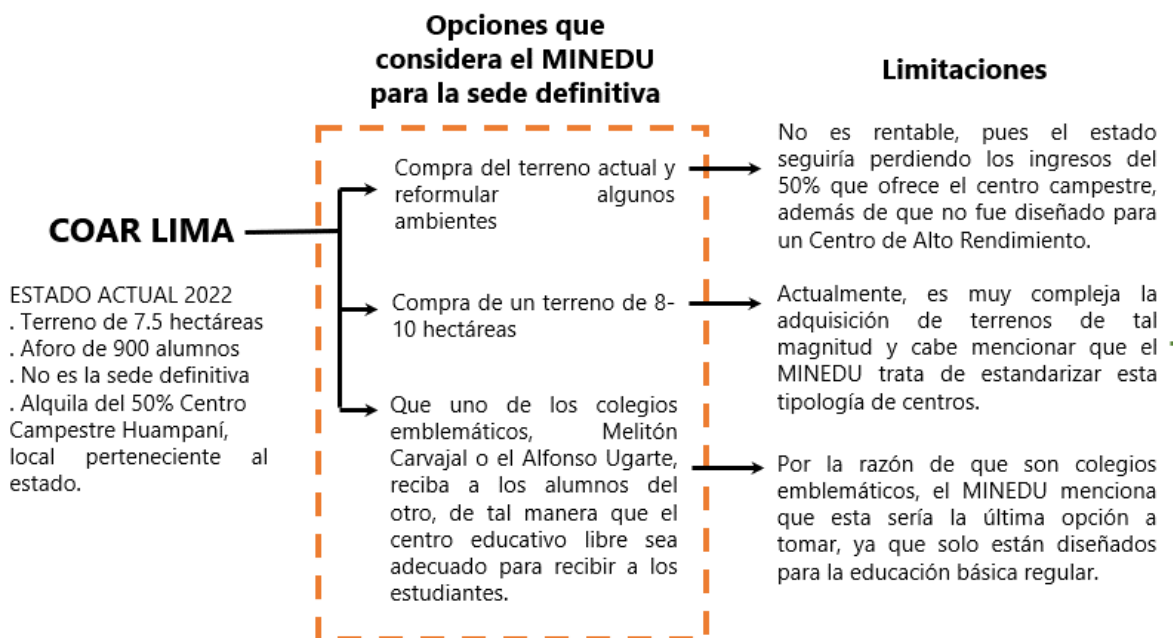 Opciones que
considera el MINEDU
para la sede definitiva
Limitaciones
COAR LIMA
ESTADO ACTUAL 2022
. Terreno de 7.5 hectáreas
. Aforo de 900 alumnos
. No es la sede definitiva
. Alquila del 50% Centro
Campestre Huampaní,
local perteneciente al
estado.
Compra del terreno actual y
reformular algunos
ambientes
Compra de un terreno de 8-
10 hectáreas
Que uno de los colegios
emblemáticos, Melitón
Carvajal o el Alfonso Ugarte,
reciba a los alumnos del
otro, de tal manera que el
centro educativo libre sea
adecuado para recibir a los
estudiantes.
No es rentable, pues el estado
seguiría perdiendo los ingresos del
50% que ofrece el centro campestre,
además de que no fue diseñado para
un Centro de Alto Rendimiento.
Actualmente, es muy compleja la
adquisición de terrenos de tal
magnitud y cabe mencionar que el
MINEDU trata de estandarizar esta
tipología de centros.
Por la razón de que son colegios
emblemáticos, el MINEDU menciona
que esta sería la última opción a
tomar, ya que solo están diseñados
para la educación básica regular.